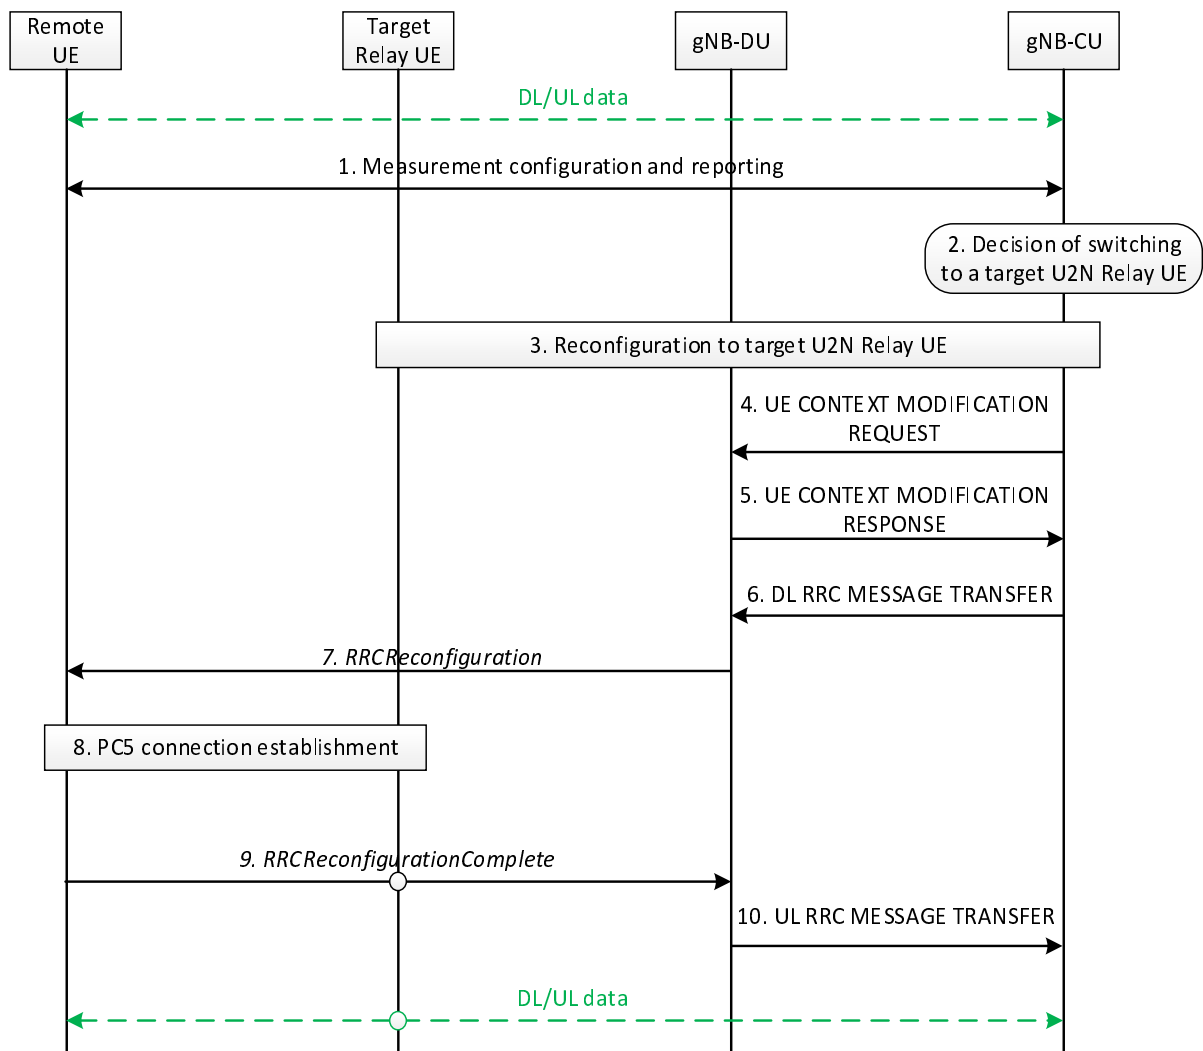 Remote
UE
Target
Relay UE
gNB-DU
gNB-CU
DL/UL data
1. Measurement configuration and reporting
2. Decision of switching
to a target U2N Relay UE
3. Reconfiguration to target U2N Relay UE
4. UE CONTEXT MODIFICATION
REQUEST
5. UE CONTEXT MODIFICATION
RESPONSE
6. DL RRC MESSAGE TRANSFER
7. RRCReconfiguration
8. PC5 connection establishment
9. RRCReconfigurationComplete
10. UL RRC MESSAGE TRANSFER
DL/UL data